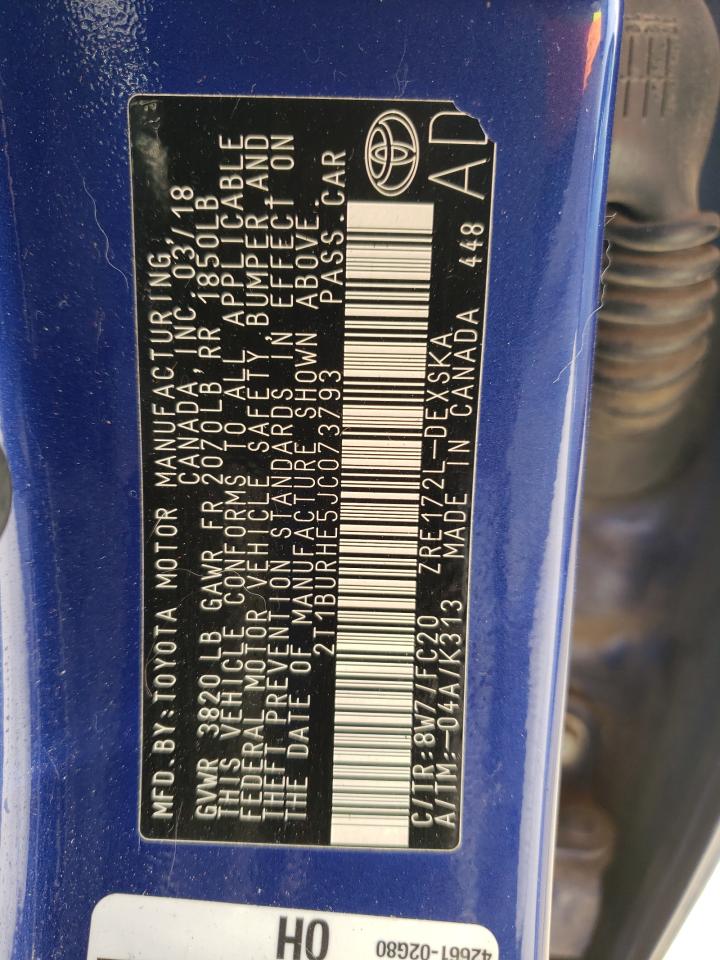 MFD.BY:TOYOTA MOTOR MANUFACTURING,
CANADA, INC. 03/18
GVWR 3820LB GAWR FR 2070LB,RR 1850LB
THIS VEHICLE CONFORMS TO ALL APPLICABLE
FEDERAL MOTOR VEHICLE SAFETY, BUMPER AND
THEFT PREVENTION STANDARDS IN EFFECT ON
THE DATE OF MANUFACTURE SHOWN ABOVE.
2T1BURHE5JC073793 PASS.CAR
C/TR:8W7/FC20 ZRE172L-DEXSKA
A/TM:-04A/K313 MADE IN CANADA 448
AD
OH
42661-02G80